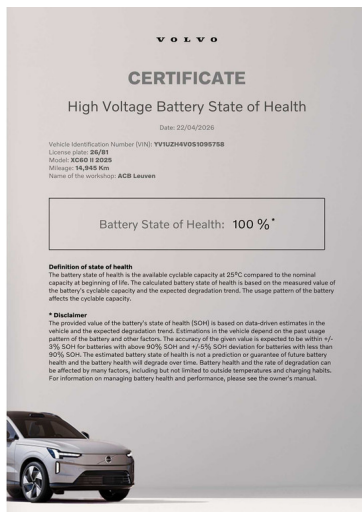 VOLVO
CERTIFICATE
High Voltage Battery State of Health
Date: 22/04/2026
Vehicle Identification Number (VIN): YV1UZH4V0S1095758
License plate: 26/81
Model: XC60 II 2025
Mileage: 14,945 Km
Name of the workshop: ACB Leuven
Battery State of Health: 100 %*
Definition of state of health
The battery state of health is the available cyclable capacity at 25°C compared to the nominal
capacity at beginning of life. The calculated battery state of health is based on the measured value of
the battery's cyclable capacity and the expected degradation trend. The usage pattern of the battery
affects the cyclable capacity.
* Disclaimer
The provided value of the battery's state of health (SOH) is based on data-driven estimates in the
vehicle and the expected degradation trend. Estimations in the vehicle depend on the past usage
pattern of the battery and other factors. The accuracy of the given value is expected to be within +/-
3% SOH for batteries with above 90% SOH and +/-5% SOH deviation for batteries with less than
90% SOH. The estimated battery state of health is not a prediction or guarantee of future battery
health and the battery health will degrade over time. Battery health and the rate of degradation can
be affected by many factors, including but not limited to outside temperatures and charging habits.
For information on managing battery health and performance, please see the owner's manual.